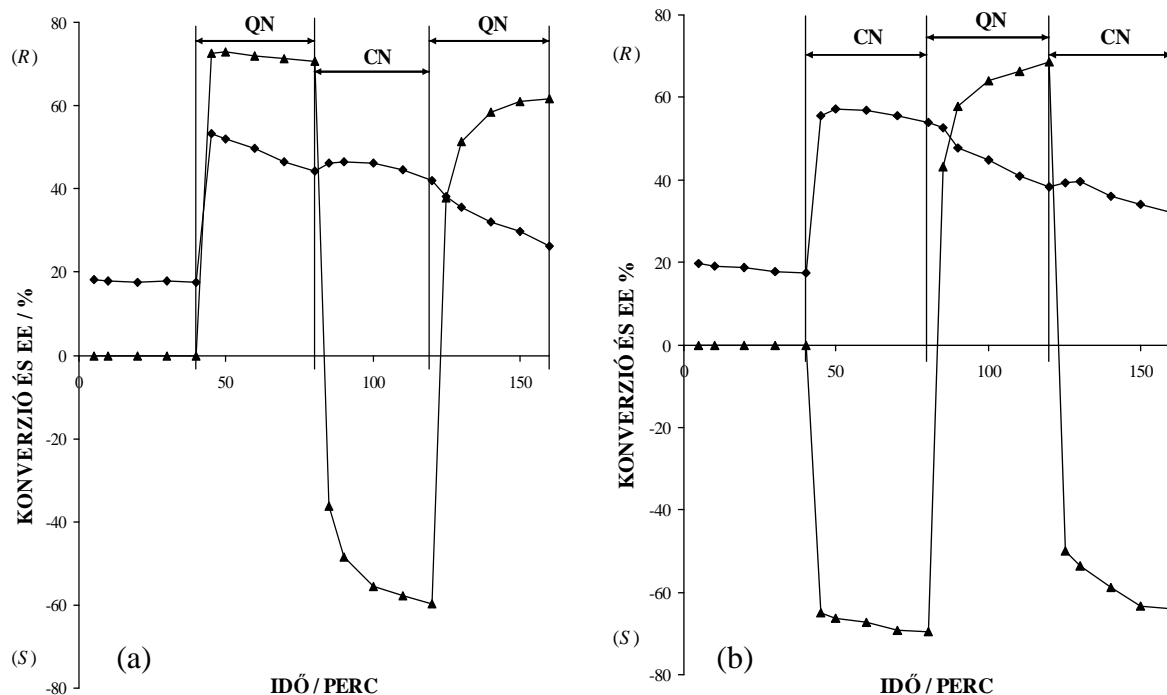 80
(R)
60
40
20
0
-20
-40
-60
(S)
-80
KONVERZIÓ ÉS EE / %
QN
CN
QN
0
50
100
150
(a)
IDŐ / PERC
80
(R)
60
40
20
0
-20
-40
-60
(S)
-80
KONVERZIÓ ÉS EE %
CN
QN
CN
0
50
100
150
(b)
IDŐ / PERC